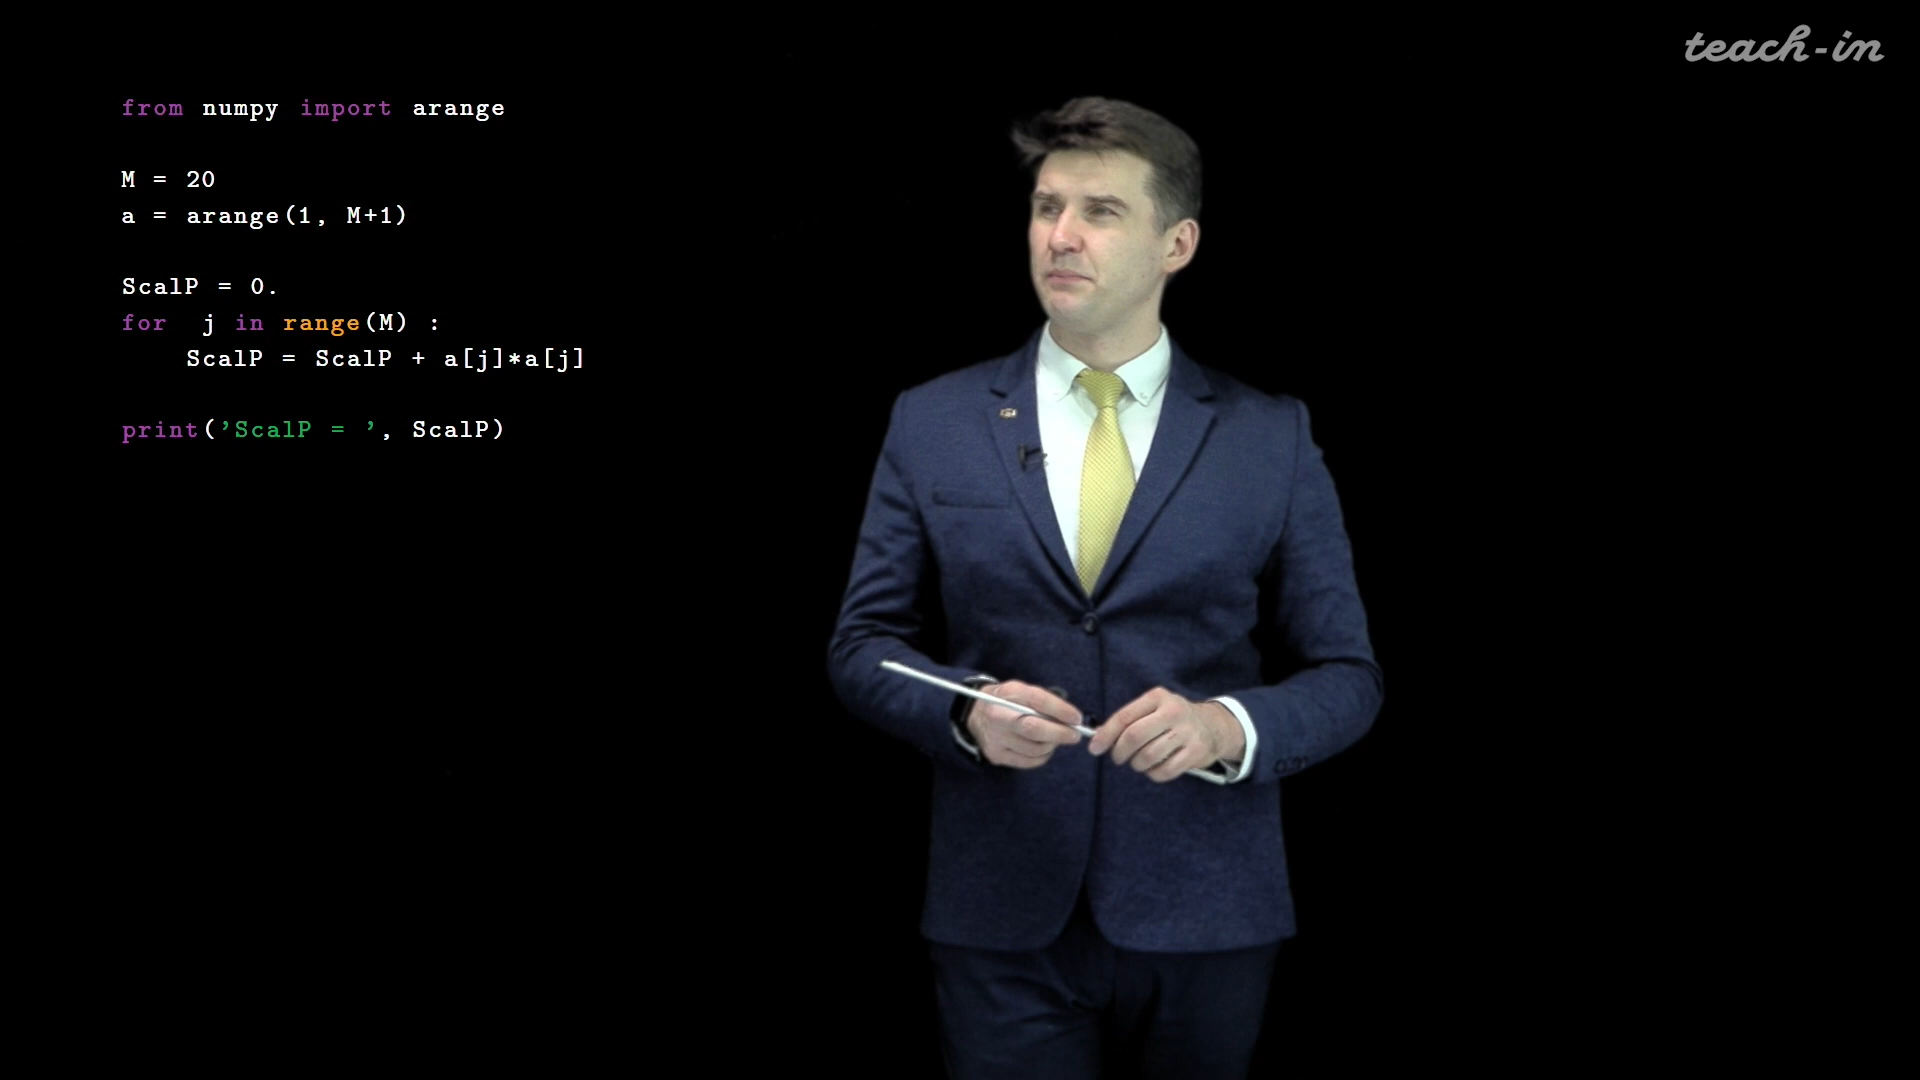 teach-in
from numpy import arange
M = 20
a = arange(1, M+1)
ScalP = 0.
for j in range(M) :
    ScalP = ScalP + a[j]*a[j]
print('ScalP = ', ScalP)